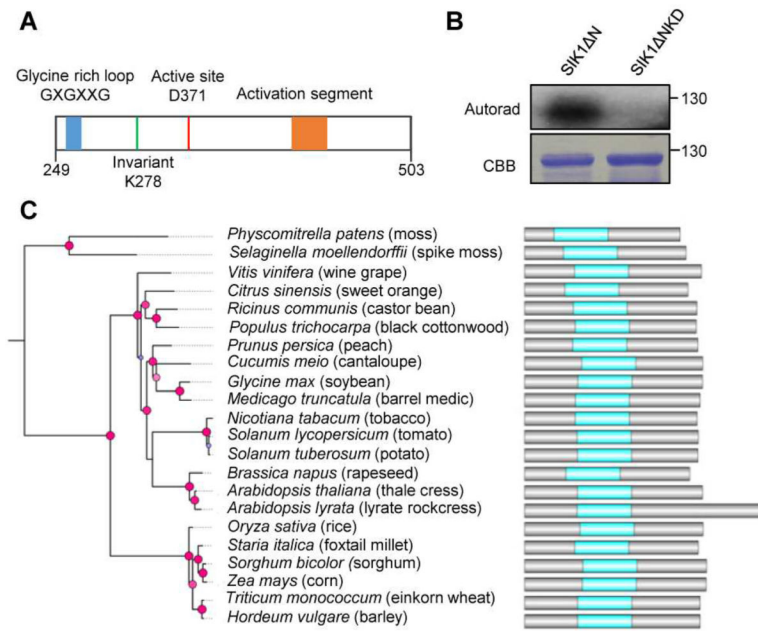 A
Glycine rich loop
GXGXXG
Active site
D371
Activation segment
249
Invariant
K278
503
B
SIK1ΔN
SIK1ΔNKD
Autorad
130
CBB
130
C
Physcomitrella patens (moss)
Selaginella moellendorffii (spike moss)
Vitis vinifera (wine grape)
Citrus sinensis (sweet orange)
Ricinus communis (castor bean)
Populus trichocarpa (black cottonwood)
Prunus persica (peach)
Cucumis meio (cantaloupe)
Glycine max (soybean)
Medicago truncatula (barrel medic)
Nicotiana tabacum (tobacco)
Solanum lycopersicum (tomato)
Solanum tuberosum (potato)
Brassica napus (rapeseed)
Arabidopsis thaliana (thale cress)
Arabidopsis lyrata (lyrate rockcress)
Oryza sativa (rice)
Staria italica (foxtail millet)
Sorghum bicolor (sorghum)
Zea mays (corn)
Triticum monococcum (einkorn wheat)
Hordeum vulgare (barley)